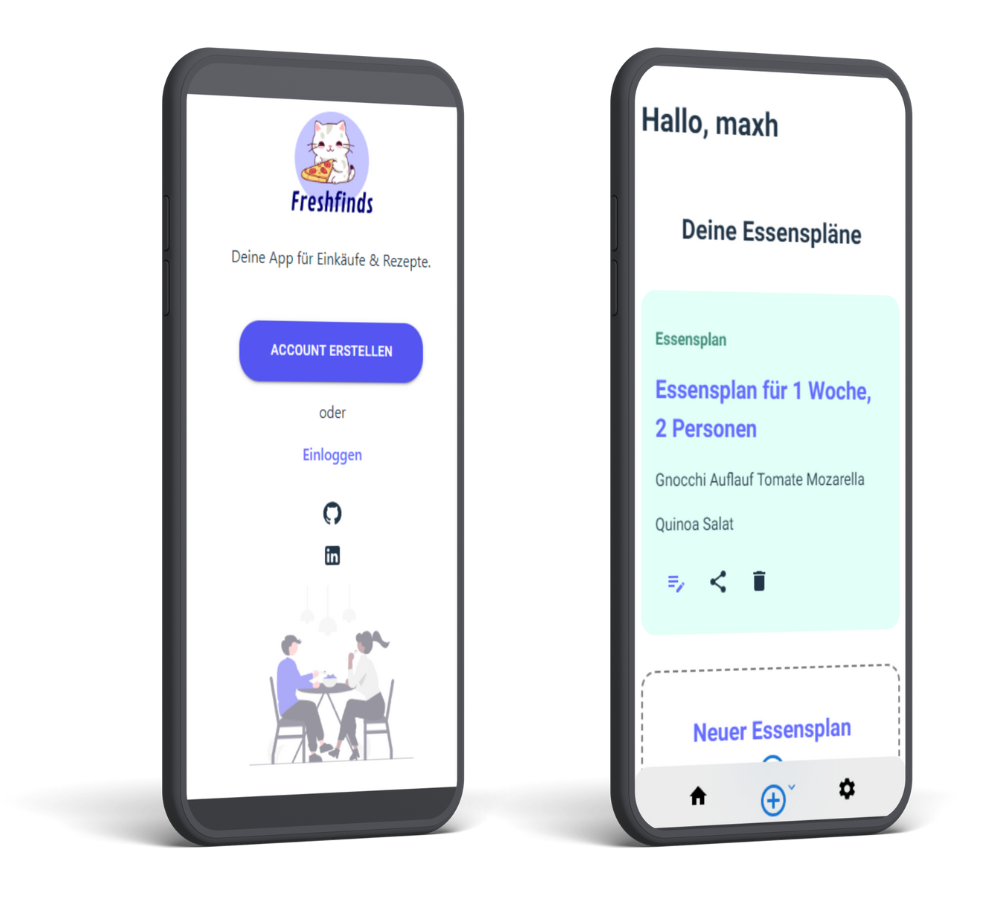 Freshfinds
Deine App für Einkäufe & Rezepte.
ACCOUNT ERSTELLEN
oder
Einloggen
in
Hallo, maxh
Deine Essenspläne
Essensplan
Essensplan für 1 Woche,
2 Personen
Gnocchi Auflauf Tomate Mozarella
Quinoa Salat
Neuer Essensplan